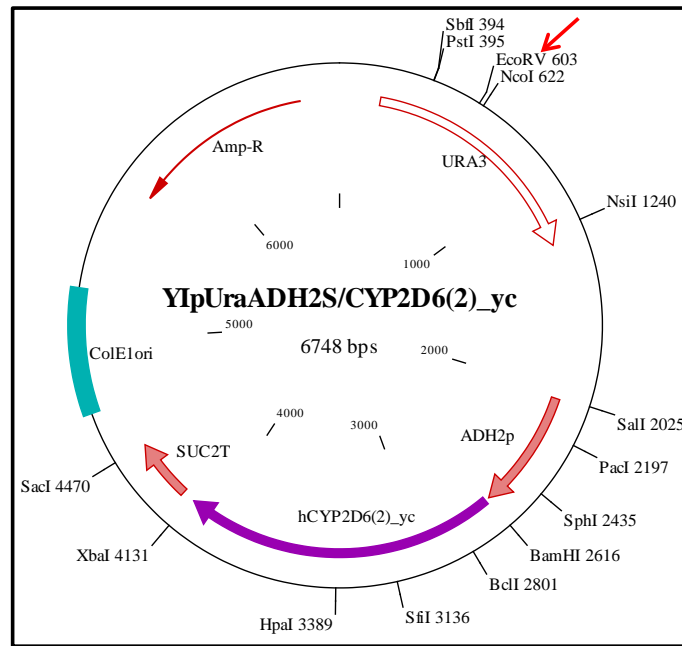 SbfI 394
PstI 395
EcoRV 603
NcoI 622
Amp-R
URA3
NsiI 1240
6000
1000
YIpUraADH2S/CYP2D6(2)_yc
5000
6748 bps
2000
ColE1ori
4000
3000
ADH2p
SalI 2025
SUC2T
PacI 2197
SacI 4470
hCYP2D6(2)_yc
SphI 2435
XbaI 4131
BamHI 2616
BclI 2801
HpaI 3389
SfiI 3136